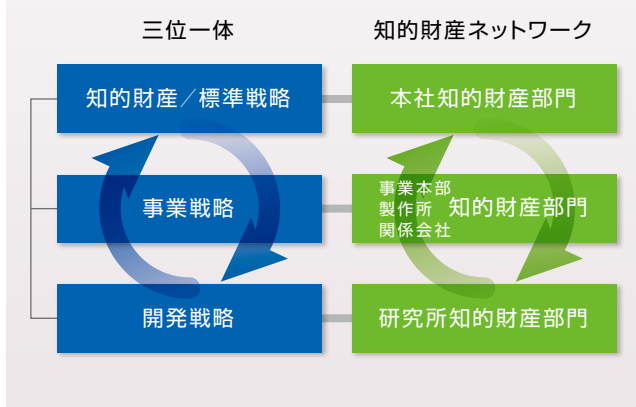 三位一体
知的財産ネットワーク
知的財産／標準戦略
本社知的財産部門
事業戦略
事業本部
製作所
関係会社
知的財産部門
開発戦略
研究所知的財産部門